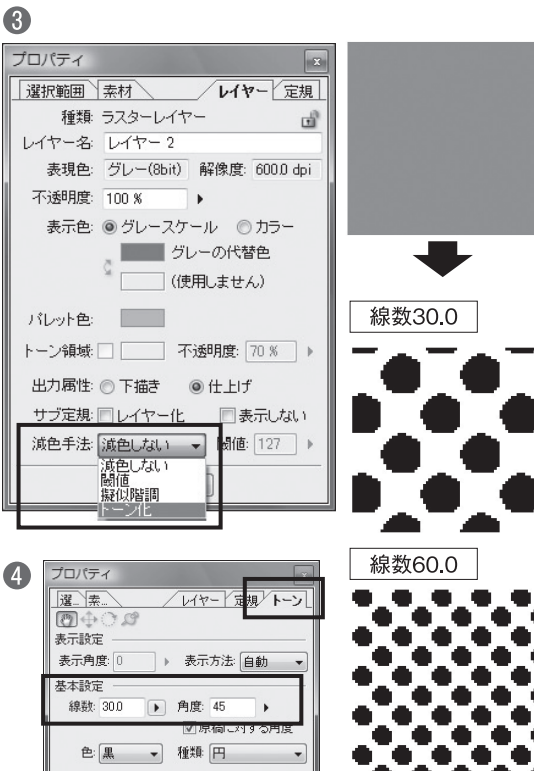 3
プロパティ
選択範囲 素材 レイヤー 定規
種類: ラスターレイヤー
レイヤー名: レイヤー 2
表現色: グレー(8bit) 解像度: 600.0 dpi
不透明度: 100 %
表示色: グレースケール カラー
グレーの代替色
(使用しません)
パレット色:
トーン領域: 不透明度: 70 %
出力属性: 下描き 仕上げ
サブ定規: レイヤー化 表示しない
減色手法: 減色しない 閾値: 127
減色しない
閾値
擬似階調
トーン化
線数30.0
線数60.0
4
プロパティ
選... 素... レイヤー 定規 トーン
表示設定
表示角度: 0 表示方法: 自動
基本設定
線数: 30.0 角度: 45
原稿に対する角度
色: 黒 種類: 円